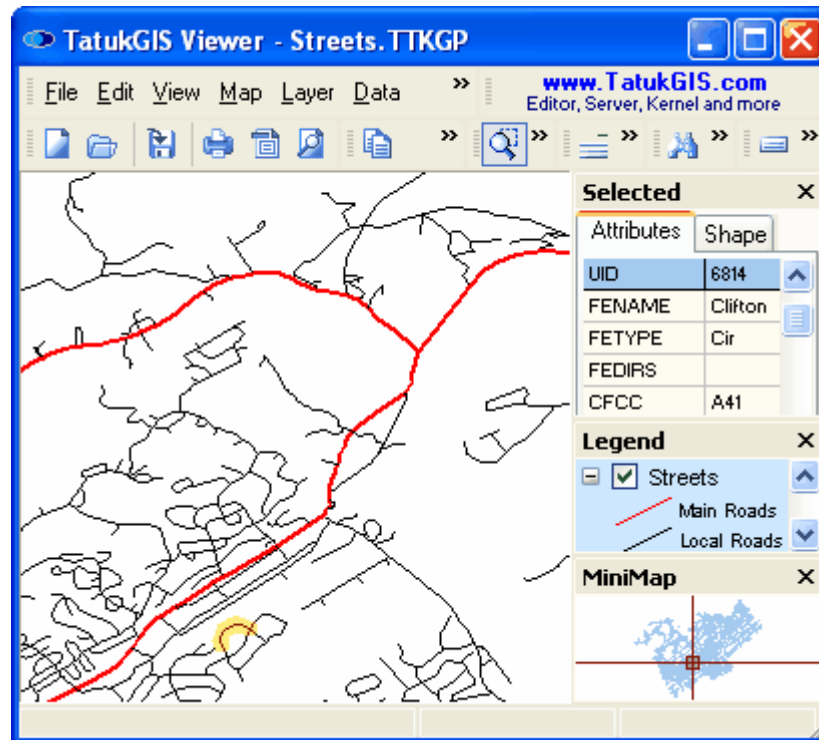 TatukGIS Viewer - Streets.TTKGP
File Edit View Map Layer Data »
www.TatukGIS.com
Editor, Server, Kernel and more
» » » » »
Selected
Attributes Shape
UID 6814
FENAME Clifton
FETYPE Cir
FEDIRS
CFCC A41
Legend
Streets
Main Roads
Local Roads
MiniMap